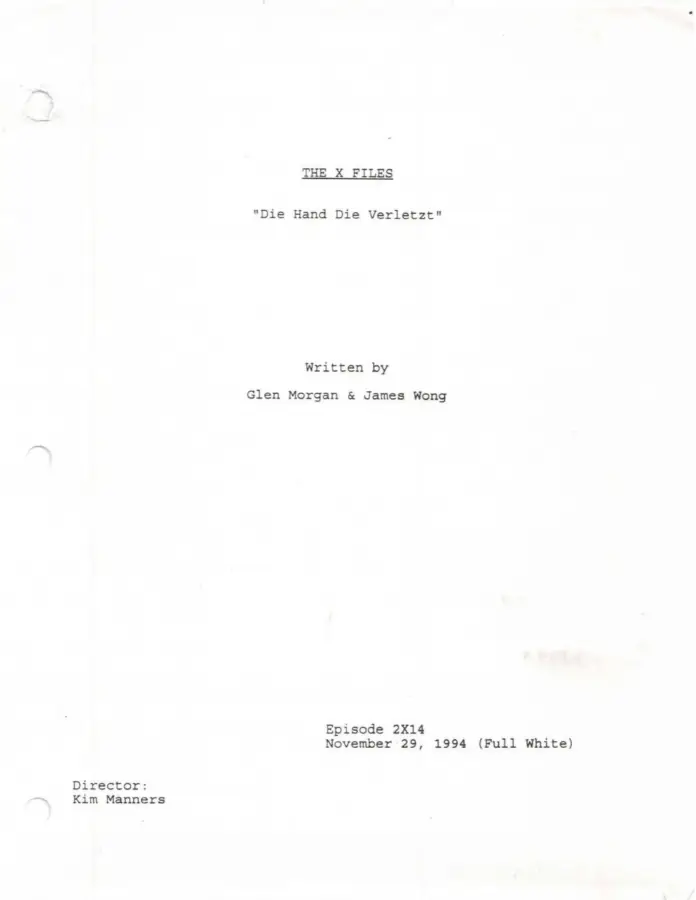 THE X FILES
"Die Hand Die Verletzt"
Written by
Glen Morgan & James Wong
Episode 2X14
November 29, 1994 (Full White)
Director:
Kim Manners